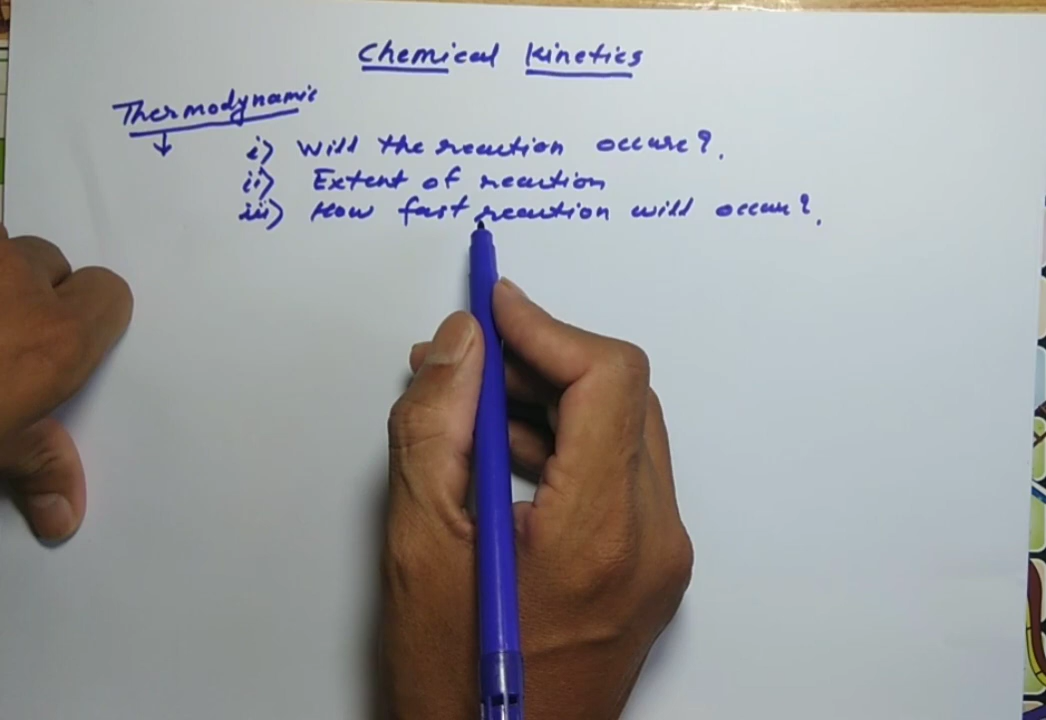 Chemical Kinetics
Thermodynamic
i) Will the reaction occure?.
ii) Extent of reaction
iii) How fast reaction will occur?.